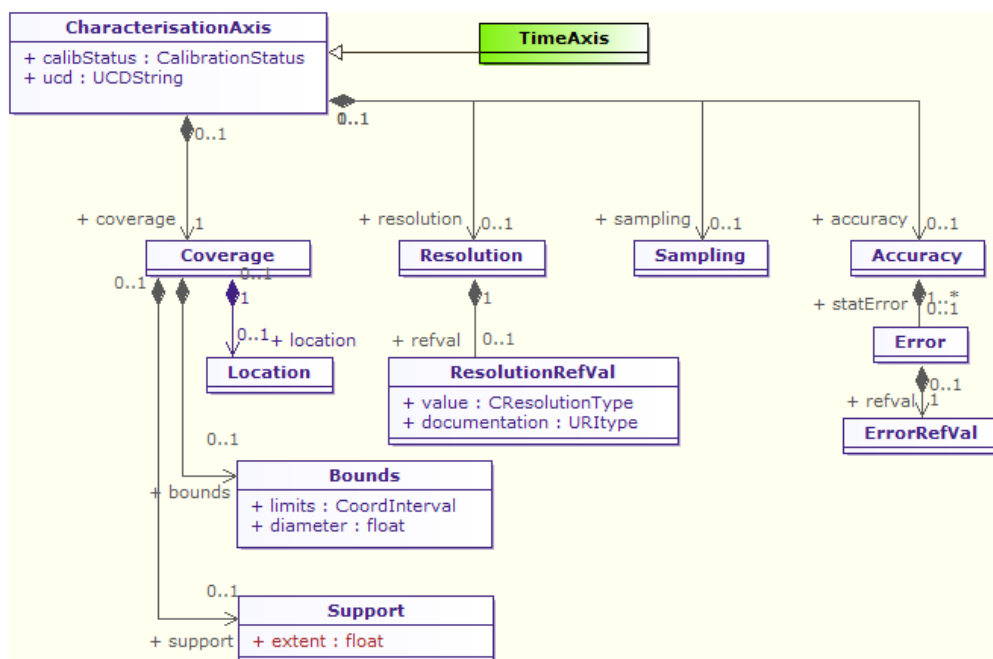 CharacterisationAxis
+ calibStatus : CalibrationStatus
+ ucd : UCDString
TimeAxis
0..1
0..1
+ coverage
1
+ resolution
0..1
+ sampling
0..1
+ accuracy
0..1
Coverage
Resolution
Sampling
Accuracy
0..1
0..1
1
0..1
+ location
Location
1
+ refval
0..1
ResolutionRefVal
+ value : CResolutionType
+ documentation : URItype
+ statError
1..*
0..1
Error
0..1
+ refval
1
ErrorRefVal
0..1
+ bounds
Bounds
+ limits : CoordInterval
+ diameter : float
0..1
+ support
Support
+ extent : float